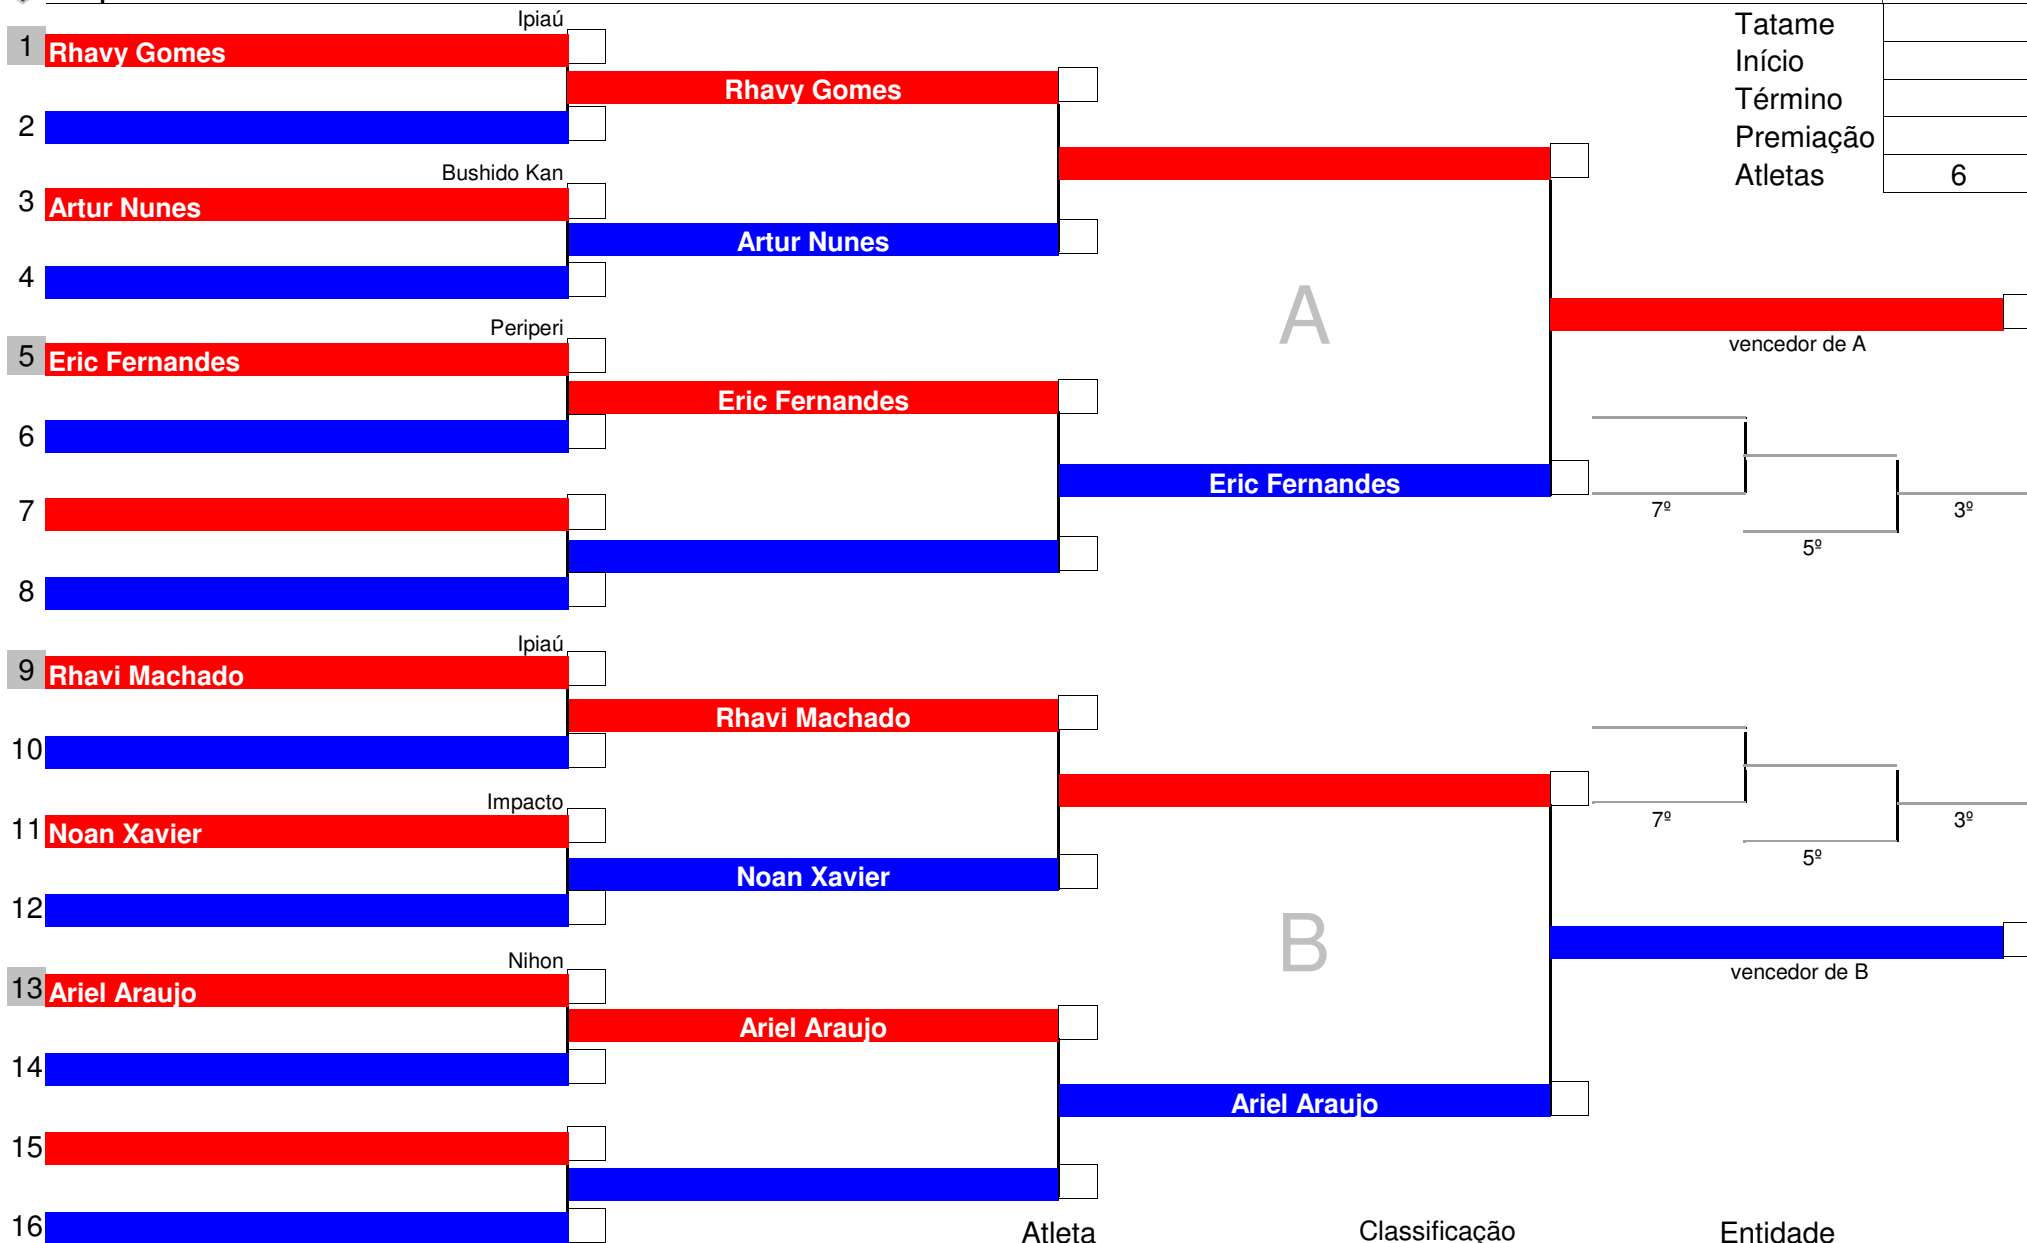 Ipiaú
Tatame
1 Rhavy Gomes
Início
Rhavy Gomes
Término
2
Premiação
Bushido Kan
Atletas 6
3 Artur Nunes
Artur Nunes
4
A
Periperi
vencedor de A
5 Eric Fernandes
Eric Fernandes
6
Eric Fernandes
7
7º 3º
5º
8
Ipiaú
9 Rhavi Machado
Rhavi Machado
10
Impacto
7º 3º
11 Noan Xavier
5º
Noan Xavier
12
B
Nihon
vencedor de B
13 Ariel Araujo
Ariel Araujo
14
Ariel Araujo
15
16
Atleta Classificação Entidade